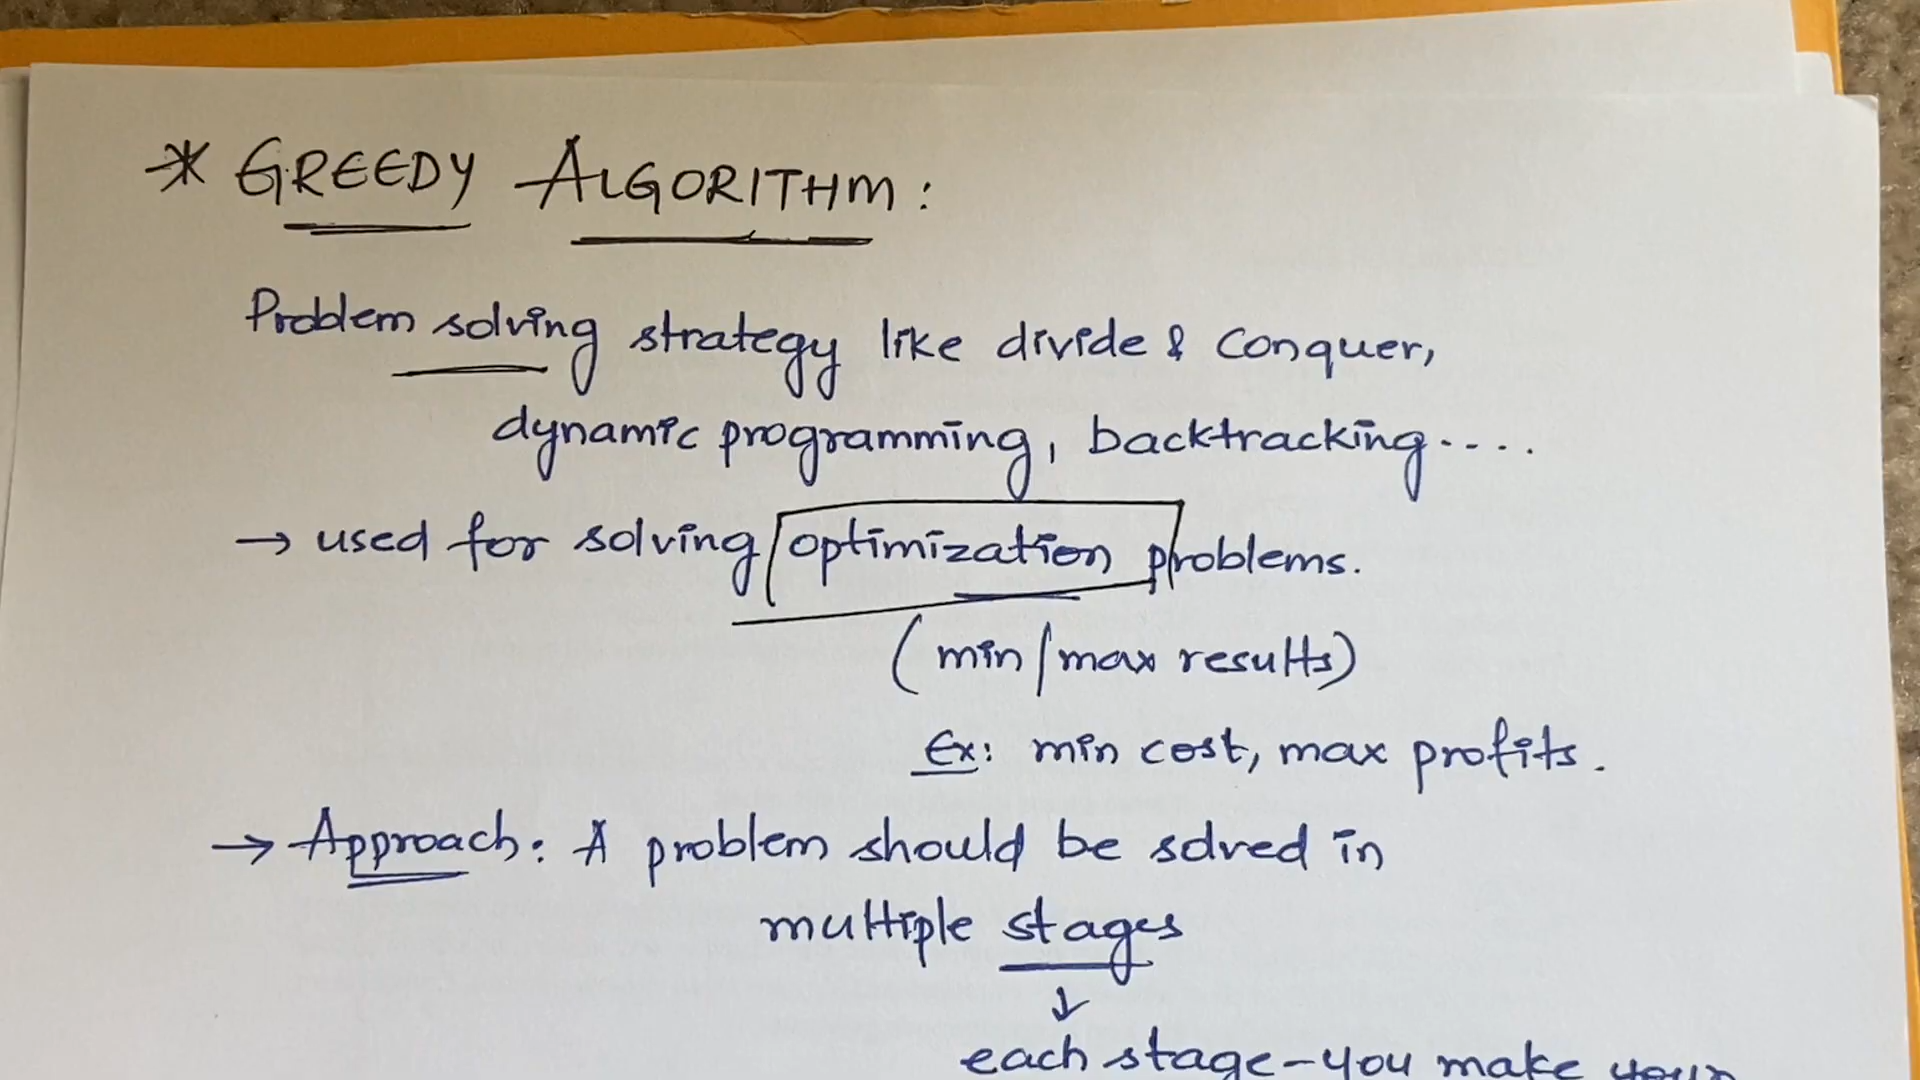 * GREEDY ALGORITHM:
Problem solving strategy like divide & conquer,
dynamic programming, backtracking....
→ used for solving optimization problems.
(min/max results)
Ex: min cost, max profits.
→ Approach: A problem should be solved in
multiple stages
↓
each stage-you make your